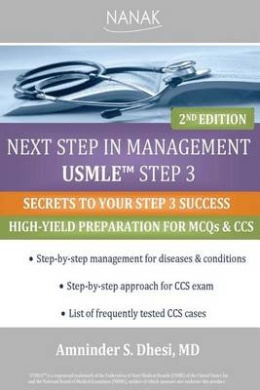 NANAK
2ND EDITION
NEXT STEP IN MANAGEMENT
USMLE™ STEP 3
SECRETS TO YOUR STEP 3 SUCCESS
HIGH-YIELD PREPARATION FOR MCQs & CCS
• Step-by-step management for diseases & conditions
• Step-by-step approach for CCS exam
• List of frequently tested CCS cases
Amninder S. Dhesi, MD